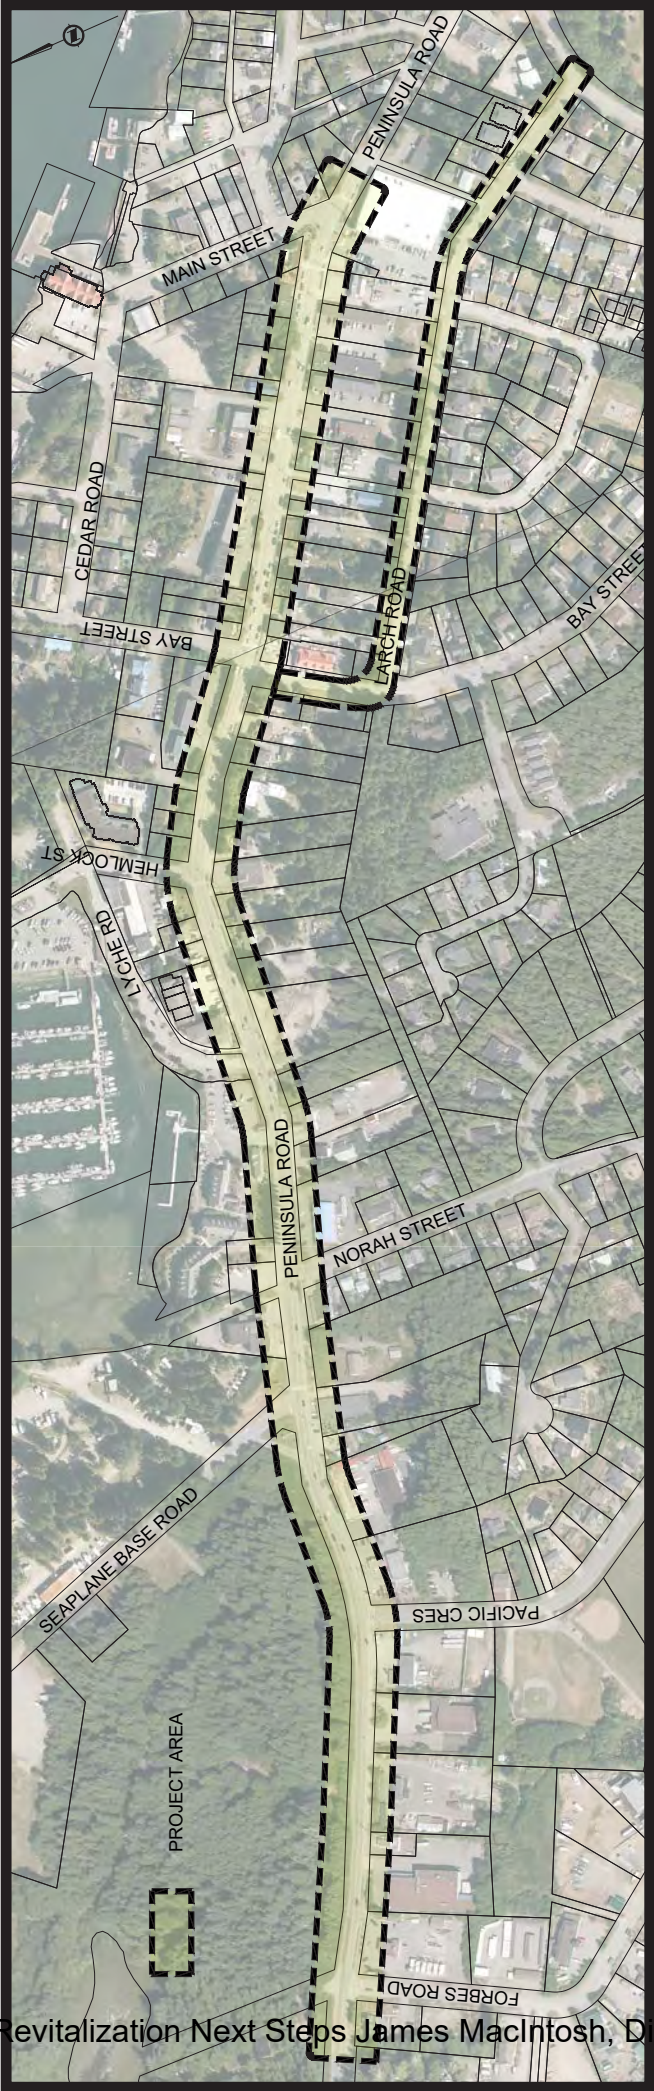 PENINSULA ROAD
MAIN STREET
CEDAR ROAD
BAY STREET
LARCH ROAD
BAY STREET
HEMLOCK ST
LYCHE RD
PENINSULA ROAD
NORAH STREET
SEAPLANE BASE ROAD
PACIFIC CRES
PROJECT AREA
FORBES ROAD
Revitalization Next Steps James MacIntosh, Di